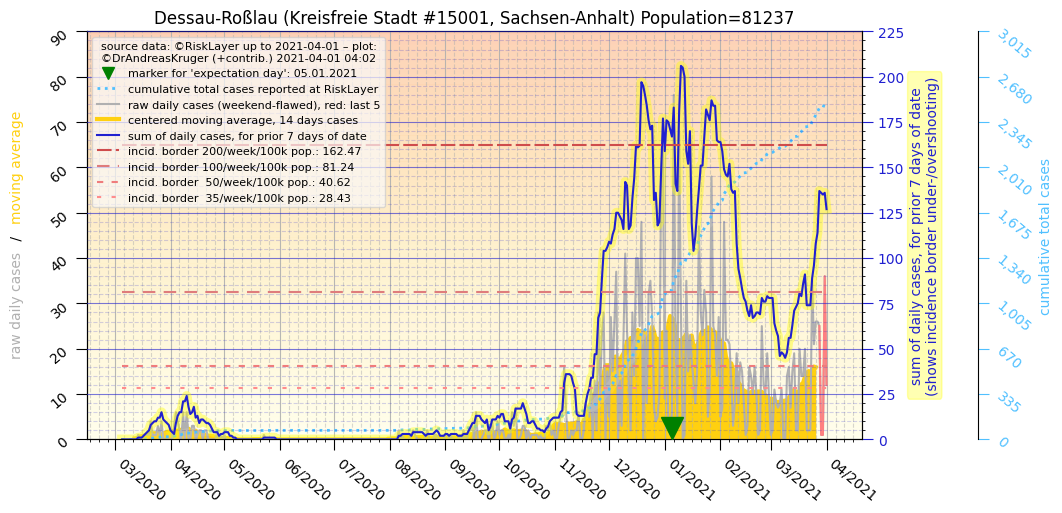 Dessau-Roßlau (Kreisfreie Stadt #15001, Sachsen-Anhalt) Population=81237
source data: ©RiskLayer up to 2021-04-01 – plot:
©DrAndreasKruger (+contrib.) 2021-04-01 04:02
marker for 'expectation day': 05.01.2021
cumulative total cases reported at RiskLayer
raw daily cases (weekend-flawed), red: last 5
centered moving average, 14 days cases
sum of daily cases, for prior 7 days of date
incid. border 200/week/100k pop.: 162.47
incid. border 100/week/100k pop.: 81.24
incid. border  50/week/100k pop.: 40.62
incid. border  35/week/100k pop.: 28.43
raw daily cases  /  moving average
90
80
70
60
50
40
30
20
10
0
03/2020
04/2020
05/2020
06/2020
07/2020
08/2020
09/2020
10/2020
11/2020
12/2020
01/2021
02/2021
03/2021
04/2021
225
200
175
150
125
100
75
50
25
0
sum of daily cases, for prior 7 days of date
(shows incidence border under-/overshooting)
3,015
2,680
2,345
2,010
1,675
1,340
1,005
670
335
0
cumulative total cases